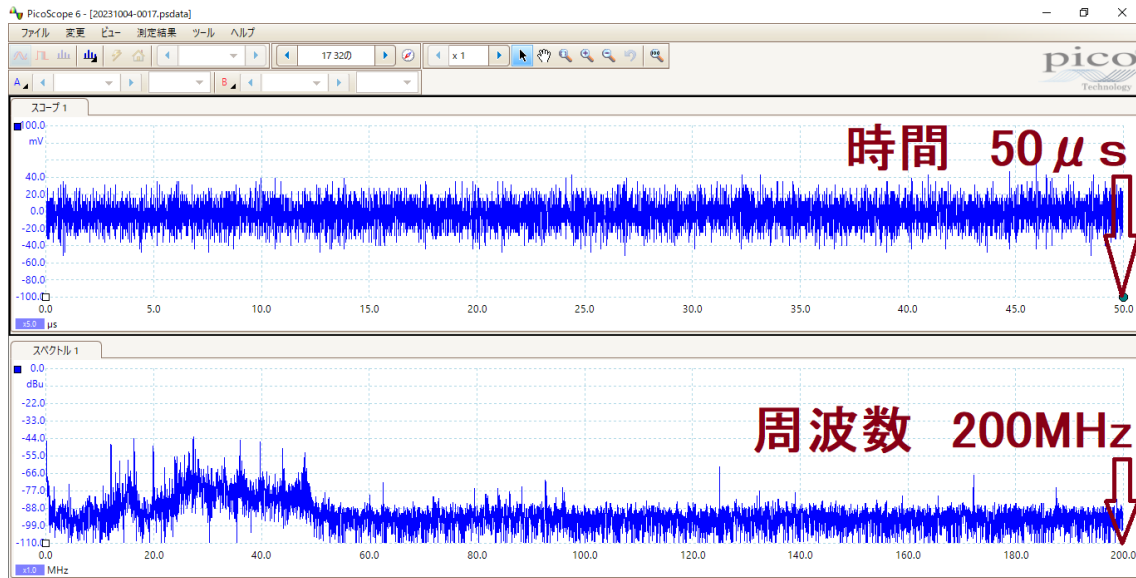 PicoScope 6 - [20231004-0017.psdata]
ファイル 変更 ビュー 測定結果 ツール ヘルプ
x 1
pico
Technology
A
B
スコープ 1
100.0
mV
時間 50μs
40.0
20.0
0.0
-20.0
-40.0
-60.0
-80.0
-100.0
0.0 5.0 10.0 15.0 20.0 25.0 30.0 35.0 40.0 45.0 50.0
x5.0 μs
スペクトル 1
0.0
dBu
-22.0
-33.0
周波数 200MHz
-44.0
-55.0
-66.0
-77.0
-88.0
-99.0
-110.0
0.0 20.0 40.0 60.0 80.0 100.0 120.0 140.0 160.0 180.0 200.0
x1.0 MHz